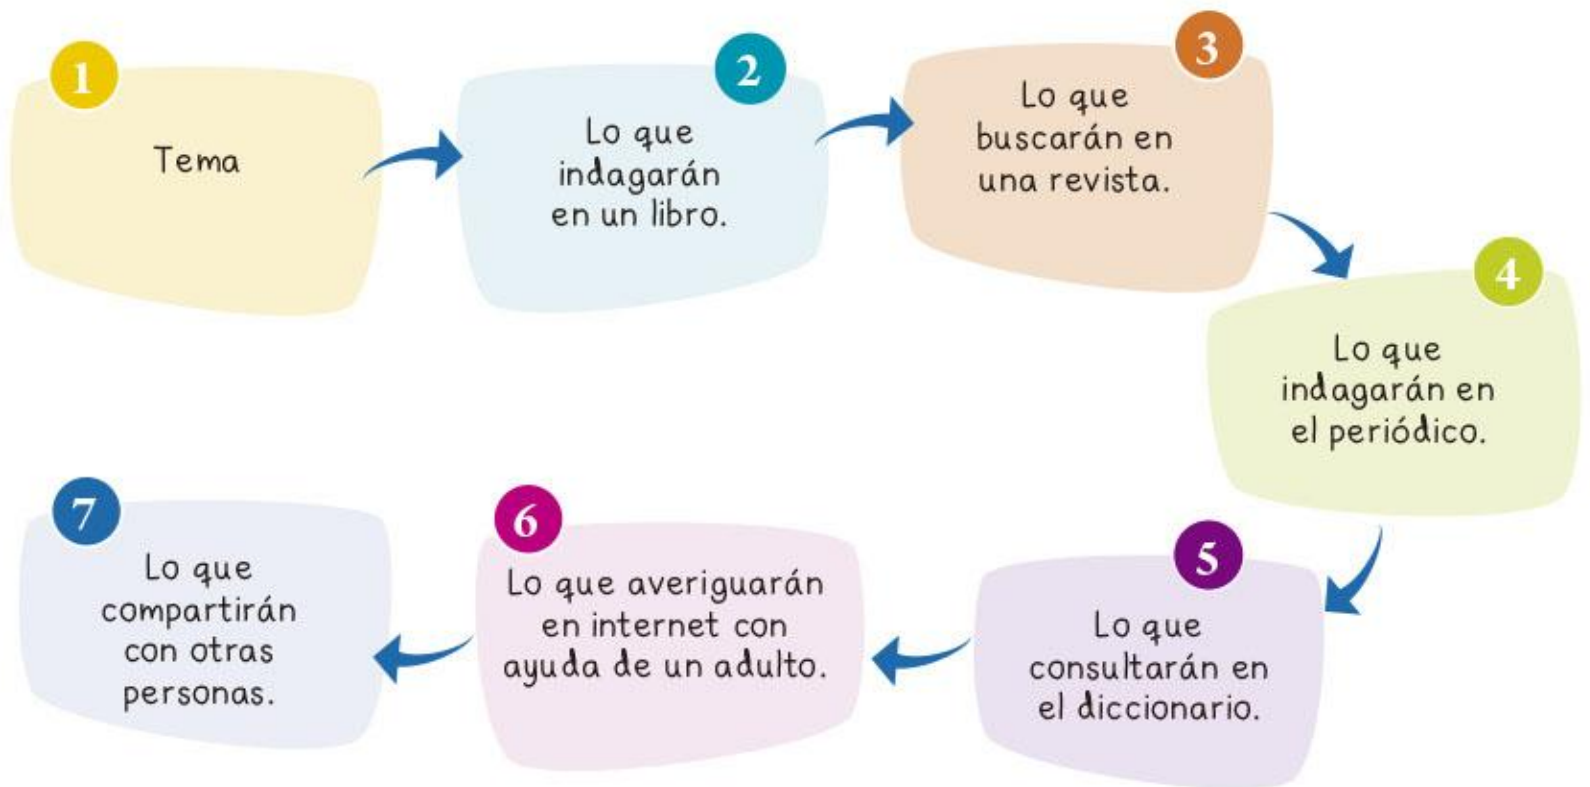 1
Tema
2
Lo que
indagarán
en un libro.
3
Lo que
buscarán en
una revista.
4
Lo que
indagarán en
el periódico.
5
Lo que
consultarán en
el diccionario.
6
Lo que averiguarán
en internet con
ayuda de un adulto.
7
Lo que
compartirán
con otras
personas.